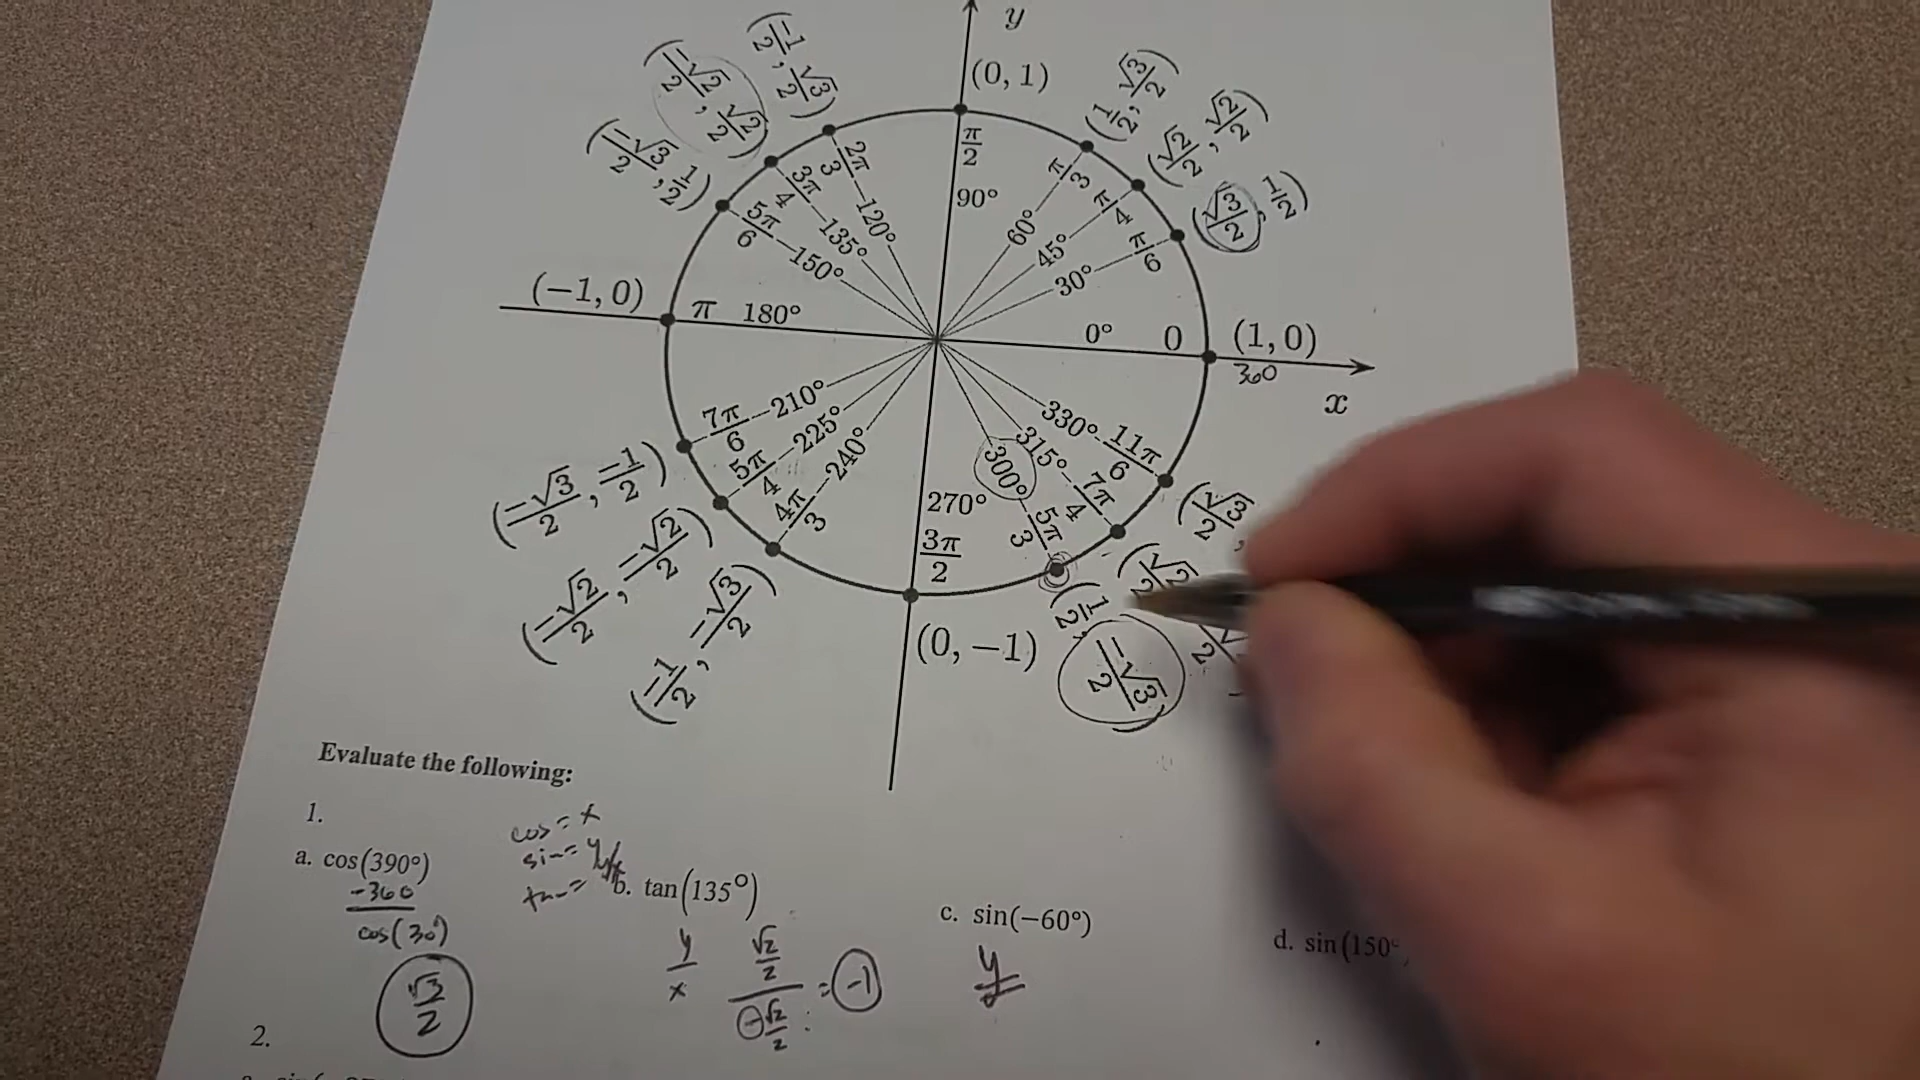 y
(0, 1)
(-1/2, √3/2)
(-√2/2, √2/2)
(-√3/2, 1/2)
(1/2, √3/2)
(√2/2, √2/2)
(√3/2, 1/2)
π/2
90°
2π/3 120°
3π/4 135°
5π/6 150°
π/3 60°
π/4 45°
π/6 30°
(−1, 0) π 180°
0° 0 (1, 0)
360
x
7π/6 210°
5π/4 225°
4π/3 240°
270°
3π/2
300° 5π/3
315° 7π/4
330° 11π/6
(-√3/2, -1/2)
(-√2/2, -√2/2)
(-1/2, -√3/2)
(0, −1)
(1/2, -√3/2)
(√2/2
(√3/2,
Evaluate the following:
1.
cos = x
sin = y
tan =
a. cos(390°)
-360
cos(30°)
√3/2
b. tan(135°)
y/x
√2/2
-√2/2
= -1
c. sin(−60°)
y
d. sin(150°
2.